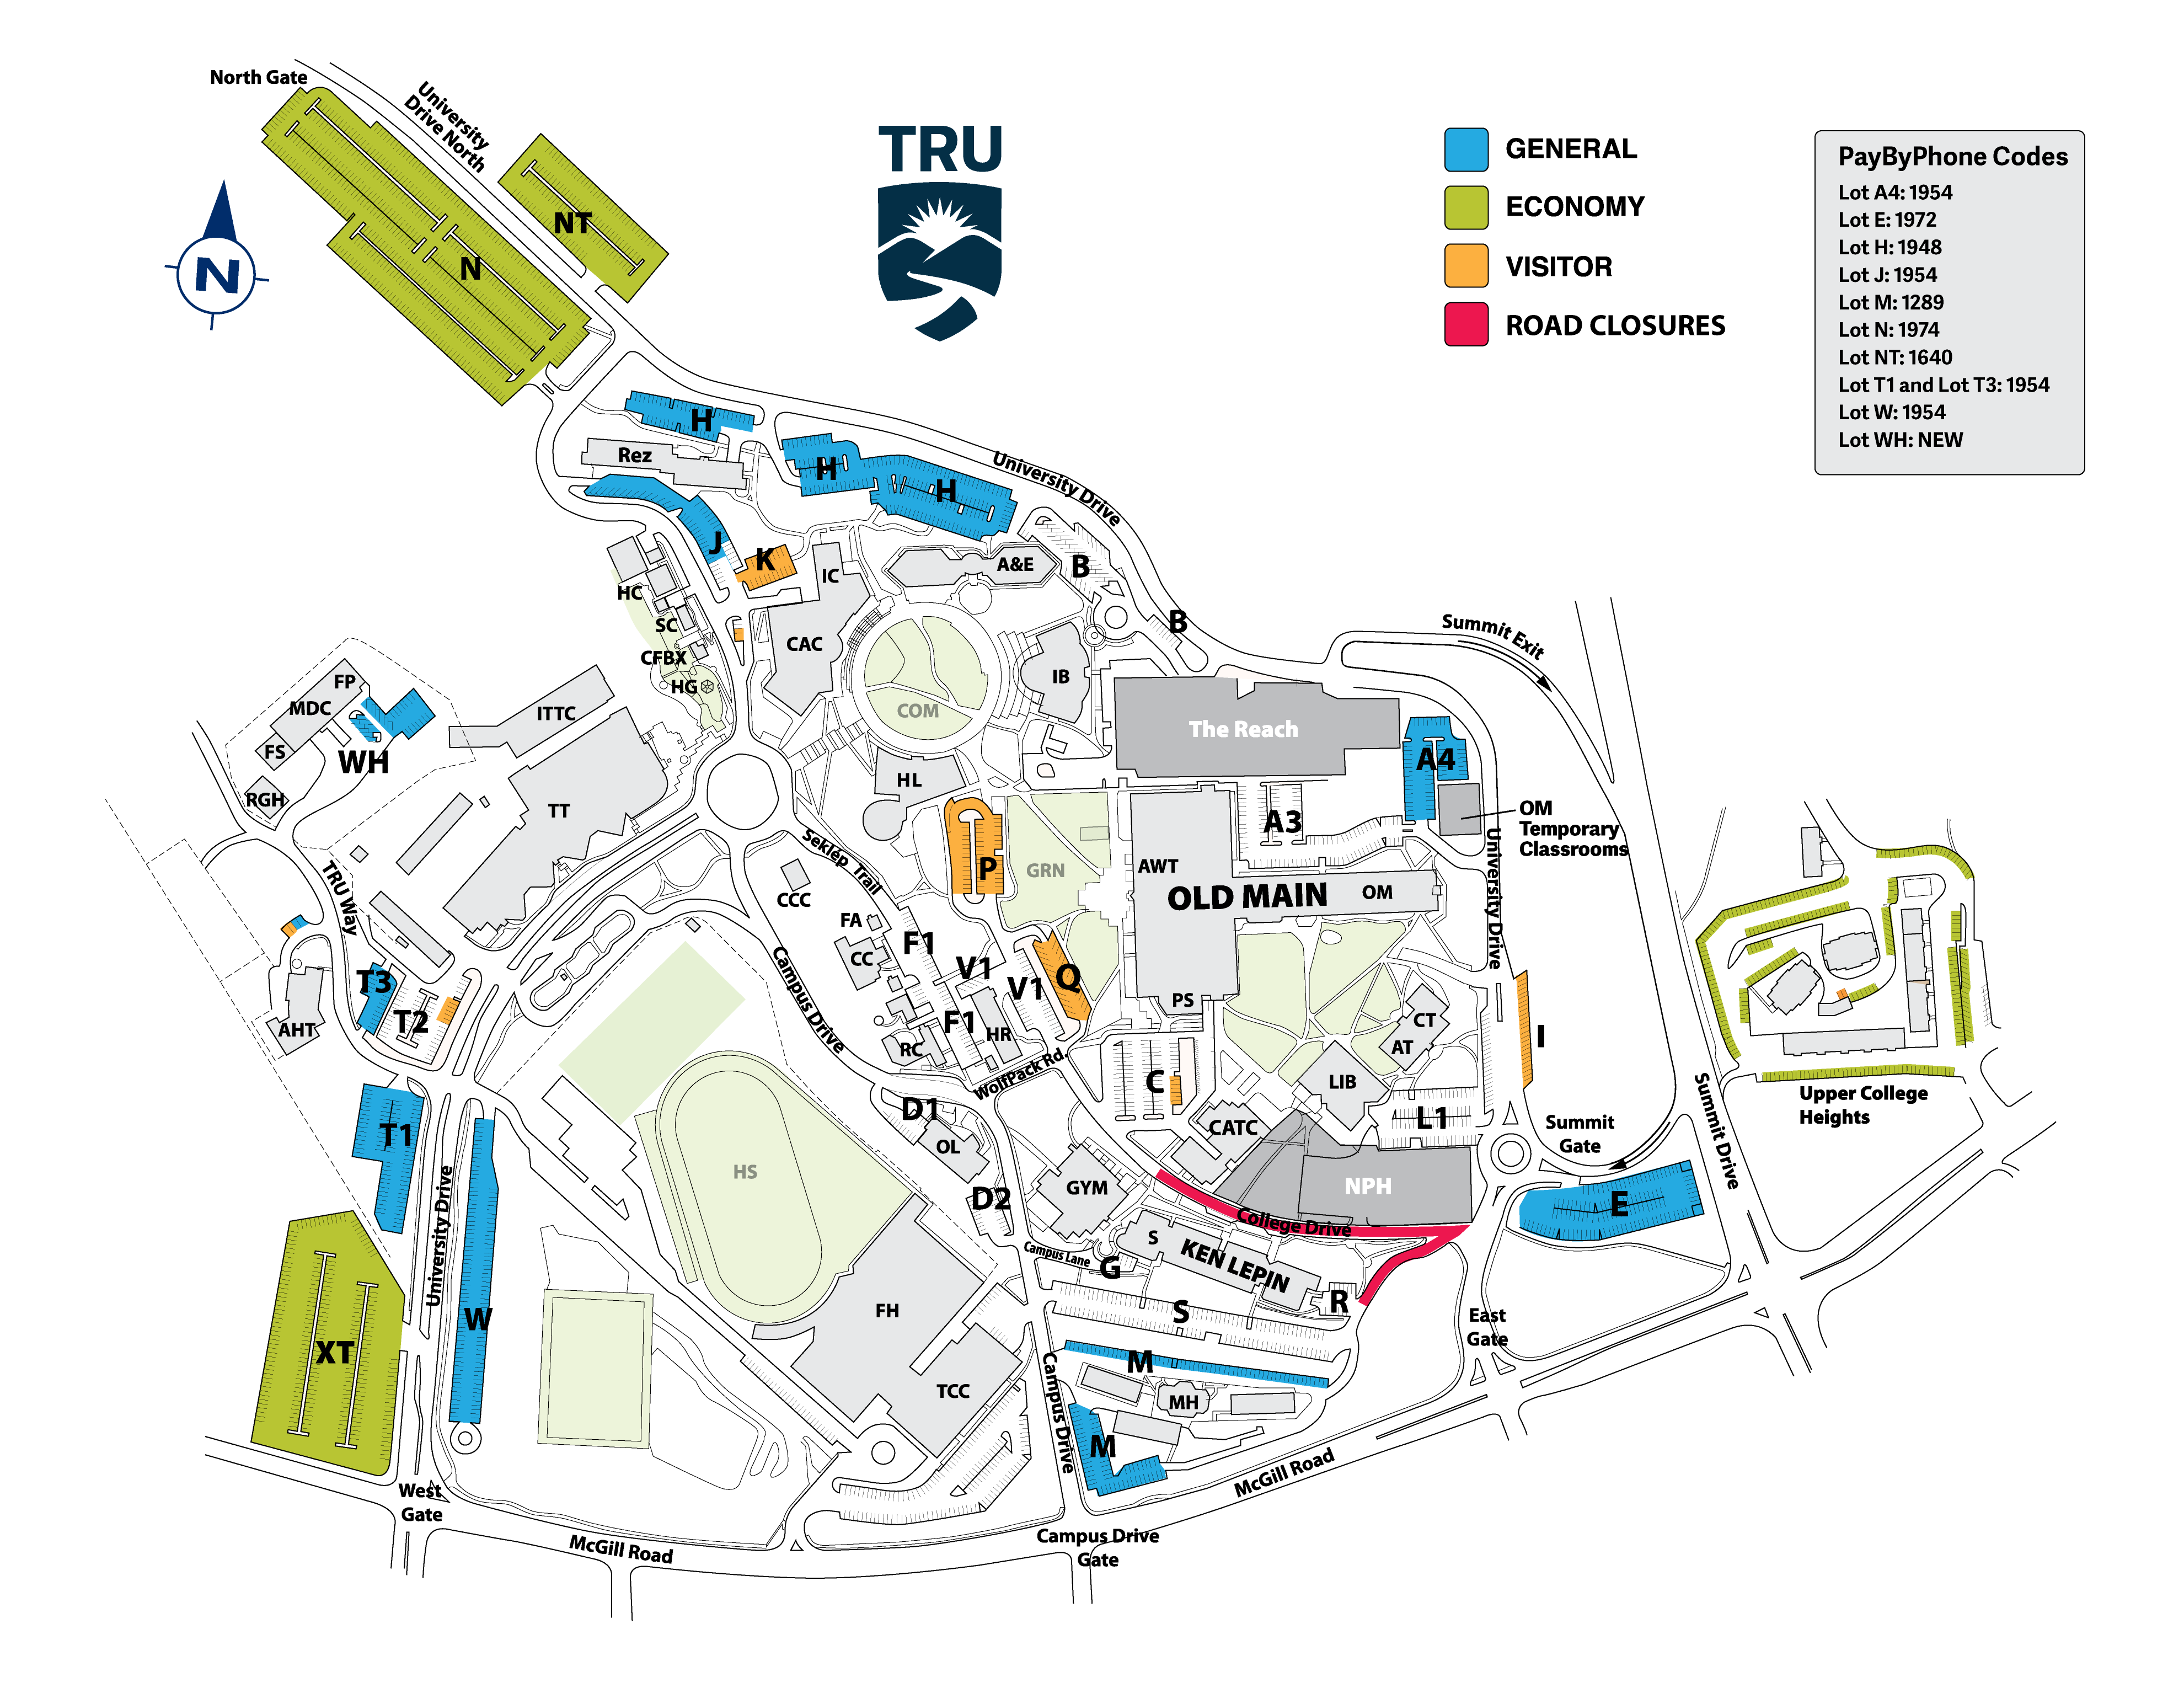 North Gate
University
Drive North
TRU
GENERAL
ECONOMY
VISITOR
ROAD CLOSURES
PayByPhone Codes
Lot A4: 1954
Lot E: 1972
Lot H: 1948
Lot J: 1954
Lot M: 1289
Lot N: 1974
Lot NT: 1640
Lot T1 and Lot T3: 1954
Lot W: 1954
Lot WH: NEW
N
NT
N
H
Rez
H
H
University Drive
J
K
IC
A&E
B
HC
SC
CAC
B
Summit Exit
CFBX
HG
IB
FP
MDC
FS
WH
ITTC
COM
The Reach
A4
RGH
TT
HL
OM
Temporary
Classrooms
A3
Seklep Trail
P
GRN
AWT
OLD MAIN
OM
University Drive
TRU Way
CCC
FA
CC
F1
V1
V1
Q
T3
T2
AHT
Campus Drive
F1
HR
RC
PS
CT
AT
I
WolfPack Rd.
C
LIB
Upper College
Heights
T1
D1
OL
CATC
L1
Summit
Gate
Summit Drive
HS
D2
GYM
NPH
E
University Drive
College Drive
S
KEN LEPIN
Campus Lane
G
R
FH
S
East
Gate
W
XT
M
TCC
MH
Campus Drive
M
McGill Road
West
Gate
McGill Road
Campus Drive
Gate